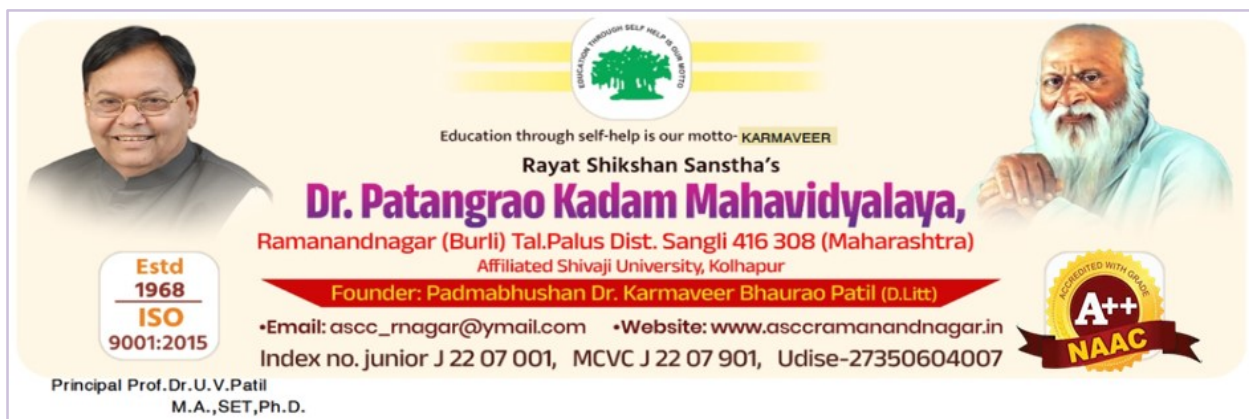 EDUCATION THROUGH SELF HELP IS OUR MOTTO
Education through self-help is our motto- KARMAVEER
Rayat Shikshan Sanstha's
Dr. Patangrao Kadam Mahavidyalaya,
Ramanandnagar (Burli) Tal.Palus Dist. Sangli 416 308 (Maharashtra)
Affiliated Shivaji University, Kolhapur
Founder: Padmabhushan Dr. Karmaveer Bhaurao Patil (D.Litt)
•Email: ascc_rnagar@ymail.com •Website: www.asccramanandnagar.in
Index no. junior J 22 07 001, MCVC J 22 07 901, Udise-27350604007
Estd
1968
ISO
9001:2015
ACCREDITED WITH GRADE
A++
NAAC
Principal Prof.Dr.U.V.Patil
M.A.,SET,Ph.D.